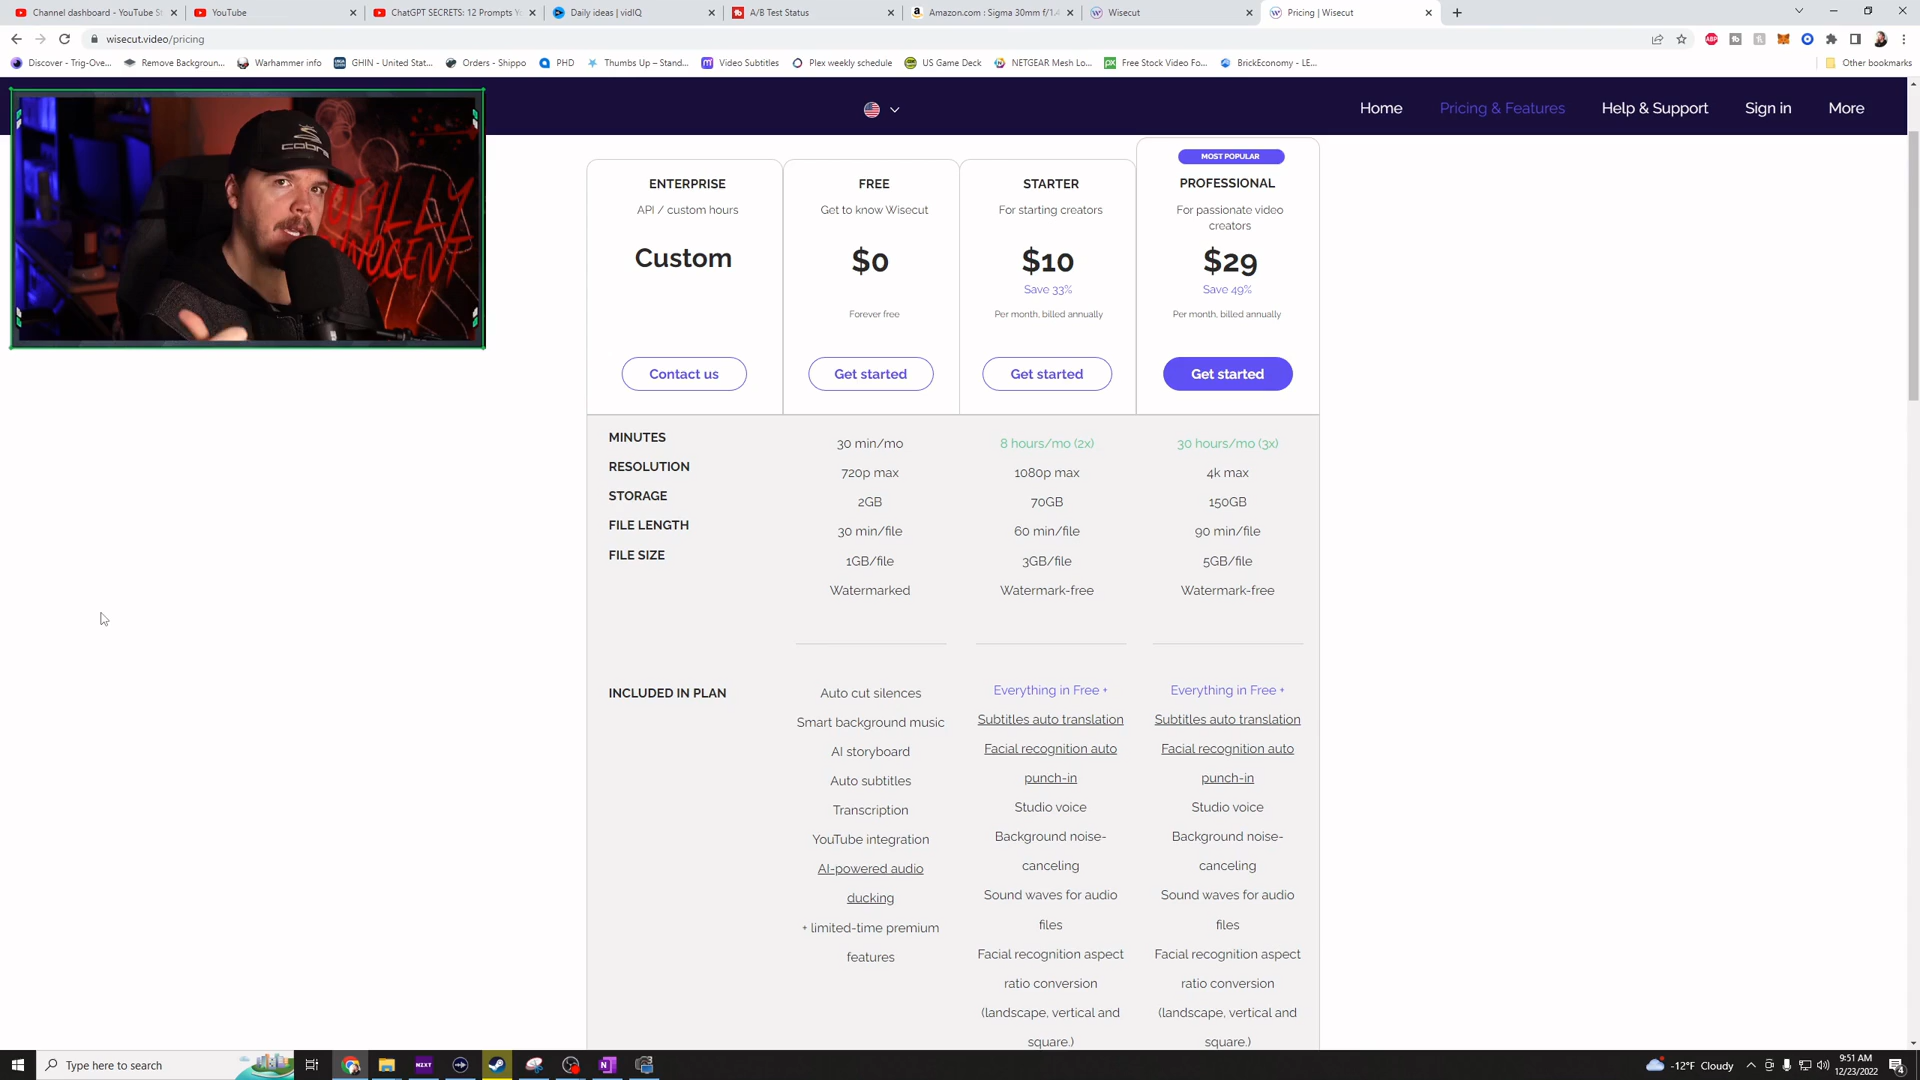 Channel dashboard - YouTube St
YouTube
ChatGPT SECRETS: 12 Prompts Y
Daily ideas | vidIQ
A/B Test Status
Amazon.com : Sigma 30mm f/1.4
Wisecut
Pricing | Wisecut
wisecut.video/pricing
Discover - Trig-Ove...
Remove Backgroun...
Warhammer info
GHIN - United Stat...
Orders - Shippo
PHD
Thumbs Up – Stand...
Video Subtitles
Plex weekly schedule
US Game Deck
NETGEAR Mesh Lo...
Free Stock Video Fo...
BrickEconomy - LE...
Other bookmarks
Home
Pricing & Features
Help & Support
Sign in
More
cobra
MOST POPULAR
ENTERPRISE
FREE
STARTER
PROFESSIONAL
API / custom hours
Get to know Wisecut
For starting creators
For passionate video
creators
Custom
$0
$10
$29
Save 33%
Save 49%
Forever free
Per month, billed annually
Per month, billed annually
Contact us
Get started
Get started
Get started
MINUTES
30 min/mo
8 hours/mo (2x)
30 hours/mo (3x)
RESOLUTION
720p max
1080p max
4k max
STORAGE
2GB
70GB
150GB
FILE LENGTH
30 min/file
60 min/file
90 min/file
FILE SIZE
1GB/file
3GB/file
5GB/file
Watermarked
Watermark-free
Watermark-free
INCLUDED IN PLAN
Auto cut silences
Smart background music
AI storyboard
Auto subtitles
Transcription
YouTube integration
AI-powered audio
ducking
+ limited-time premium
features
Everything in Free +
Subtitles auto translation
Facial recognition auto
punch-in
Studio voice
Background noise-
canceling
Sound waves for audio
files
Facial recognition aspect
ratio conversion
(landscape, vertical and
square.)
Everything in Free +
Subtitles auto translation
Facial recognition auto
punch-in
Studio voice
Background noise-
canceling
Sound waves for audio
files
Facial recognition aspect
ratio conversion
(landscape, vertical and
square.)
Type here to search
NZXT
-12°F Cloudy
9:51 AM
12/23/2022